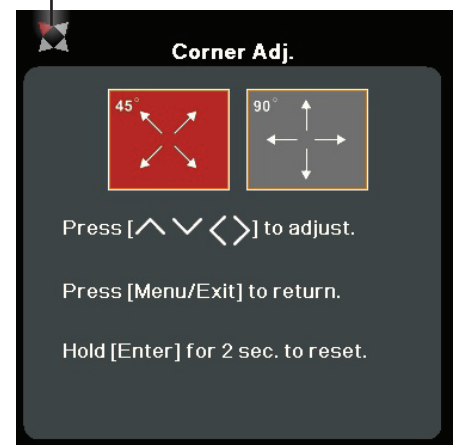 Corner Adj.
45° 90°
Press [∧ ∨ < >] to adjust.
Press [Menu/Exit] to return.
Hold [Enter] for 2 sec. to reset.